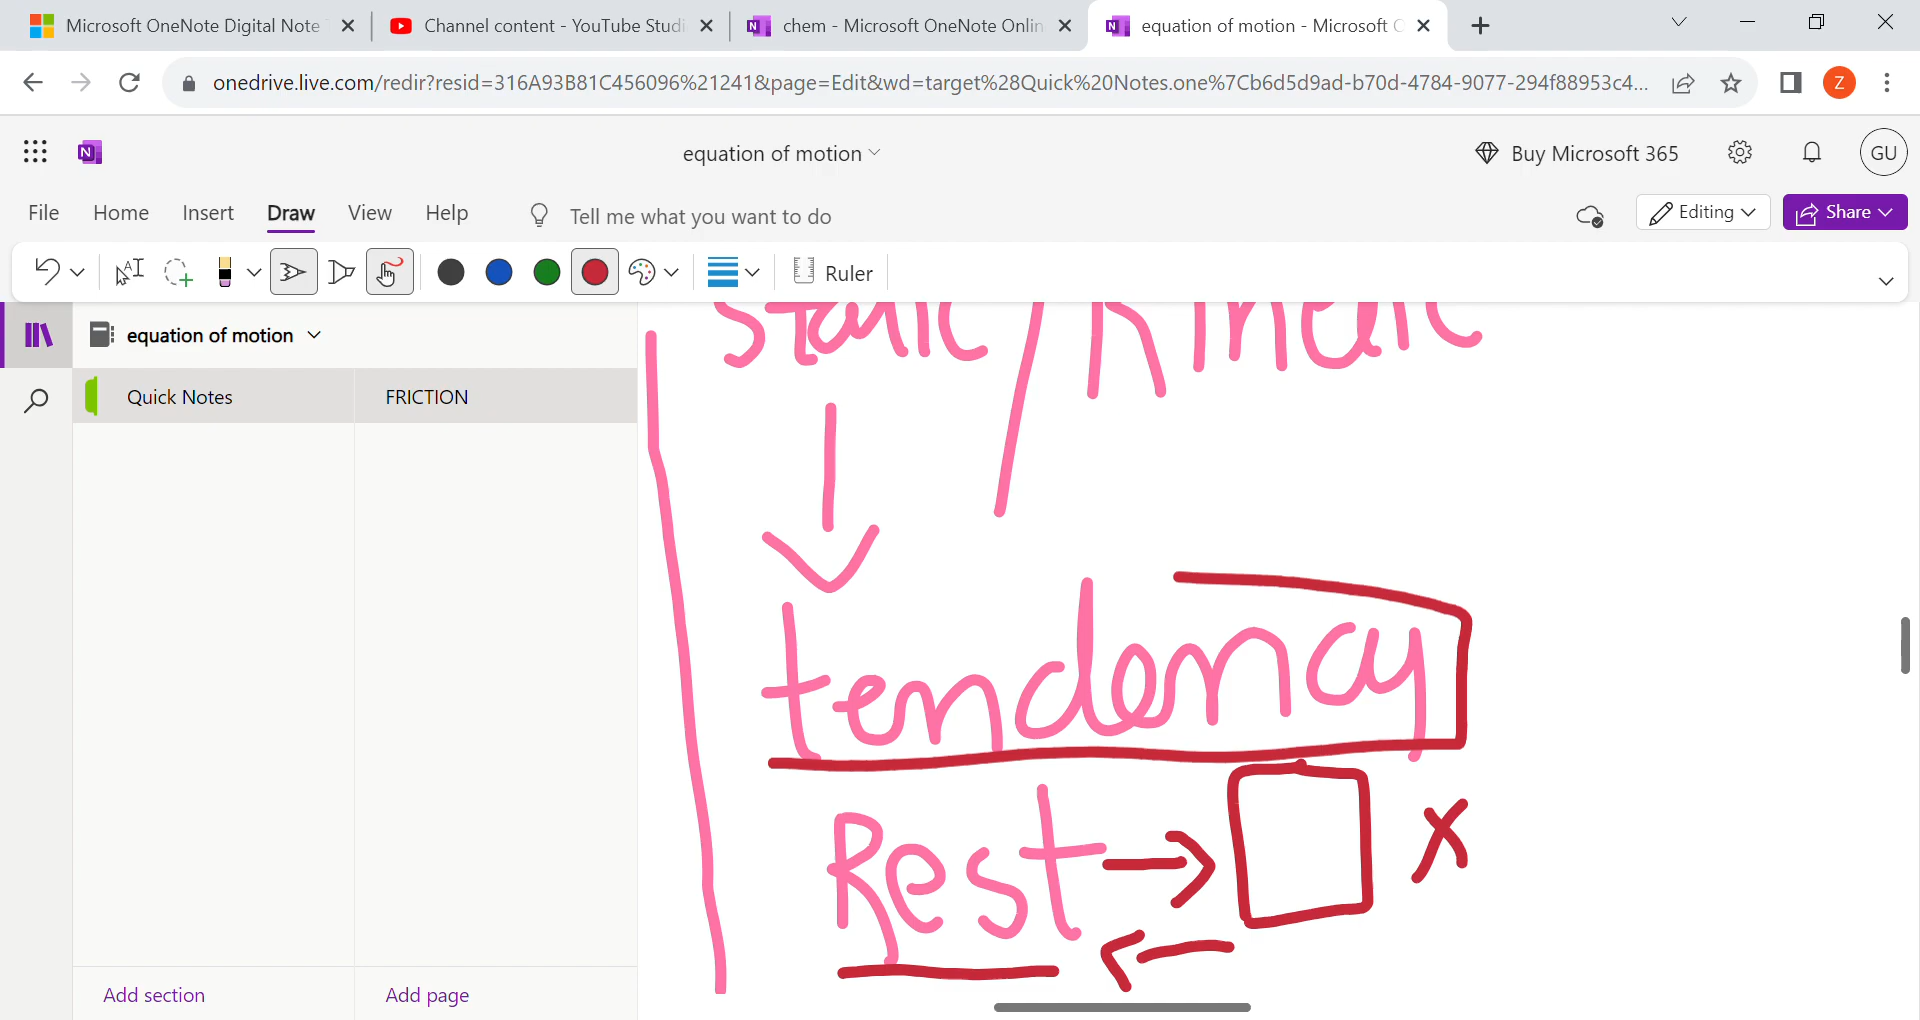 Microsoft OneNote Digital Note
Channel content - YouTube Studi
chem - Microsoft OneNote Onlin
equation of motion - Microsoft O
onedrive.live.com/redir?resid=316A93B81C456096%21241&page=Edit&wd=target%28Quick%20Notes.one%7Cb6d5d9ad-b70d-4784-9077-294f88953c4...
Z
N
equation of motion
Buy Microsoft 365
GU
File Home Insert Draw View Help
Tell me what you want to do
Editing
Share
Ruler
equation of motion
Quick Notes
FRICTION
static / Kinetic
tendency
Rest → x
←
Add section
Add page